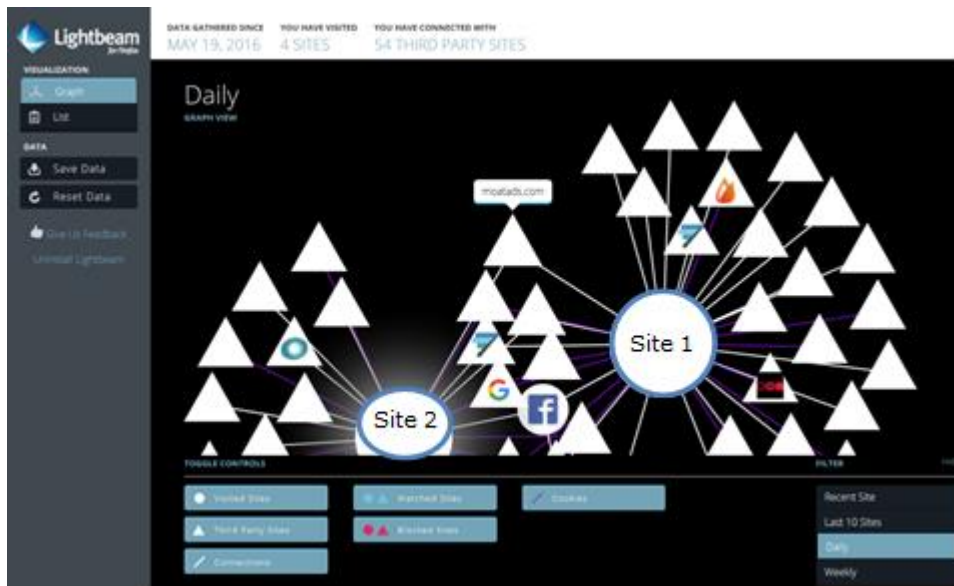 Lightbeam
for Firefox
DATA GATHERED SINCE
MAY 19, 2016
YOU HAVE VISITED
4 SITES
YOU HAVE CONNECTED WITH
54 THIRD PARTY SITES
VISUALIZATION
Graph
List
DATA
Save Data
Reset Data
Give Us Feedback
Uninstall Lightbeam
Daily
GRAPH VIEW
moatads.com
Site 1
Site 2
TOGGLE CONTROLS
Visited Sites
Watched Sites
Cookies
Third Party Sites
Blocked Sites
Connections
FILTER
Recent Site
Last 10 Sites
Daily
Weekly